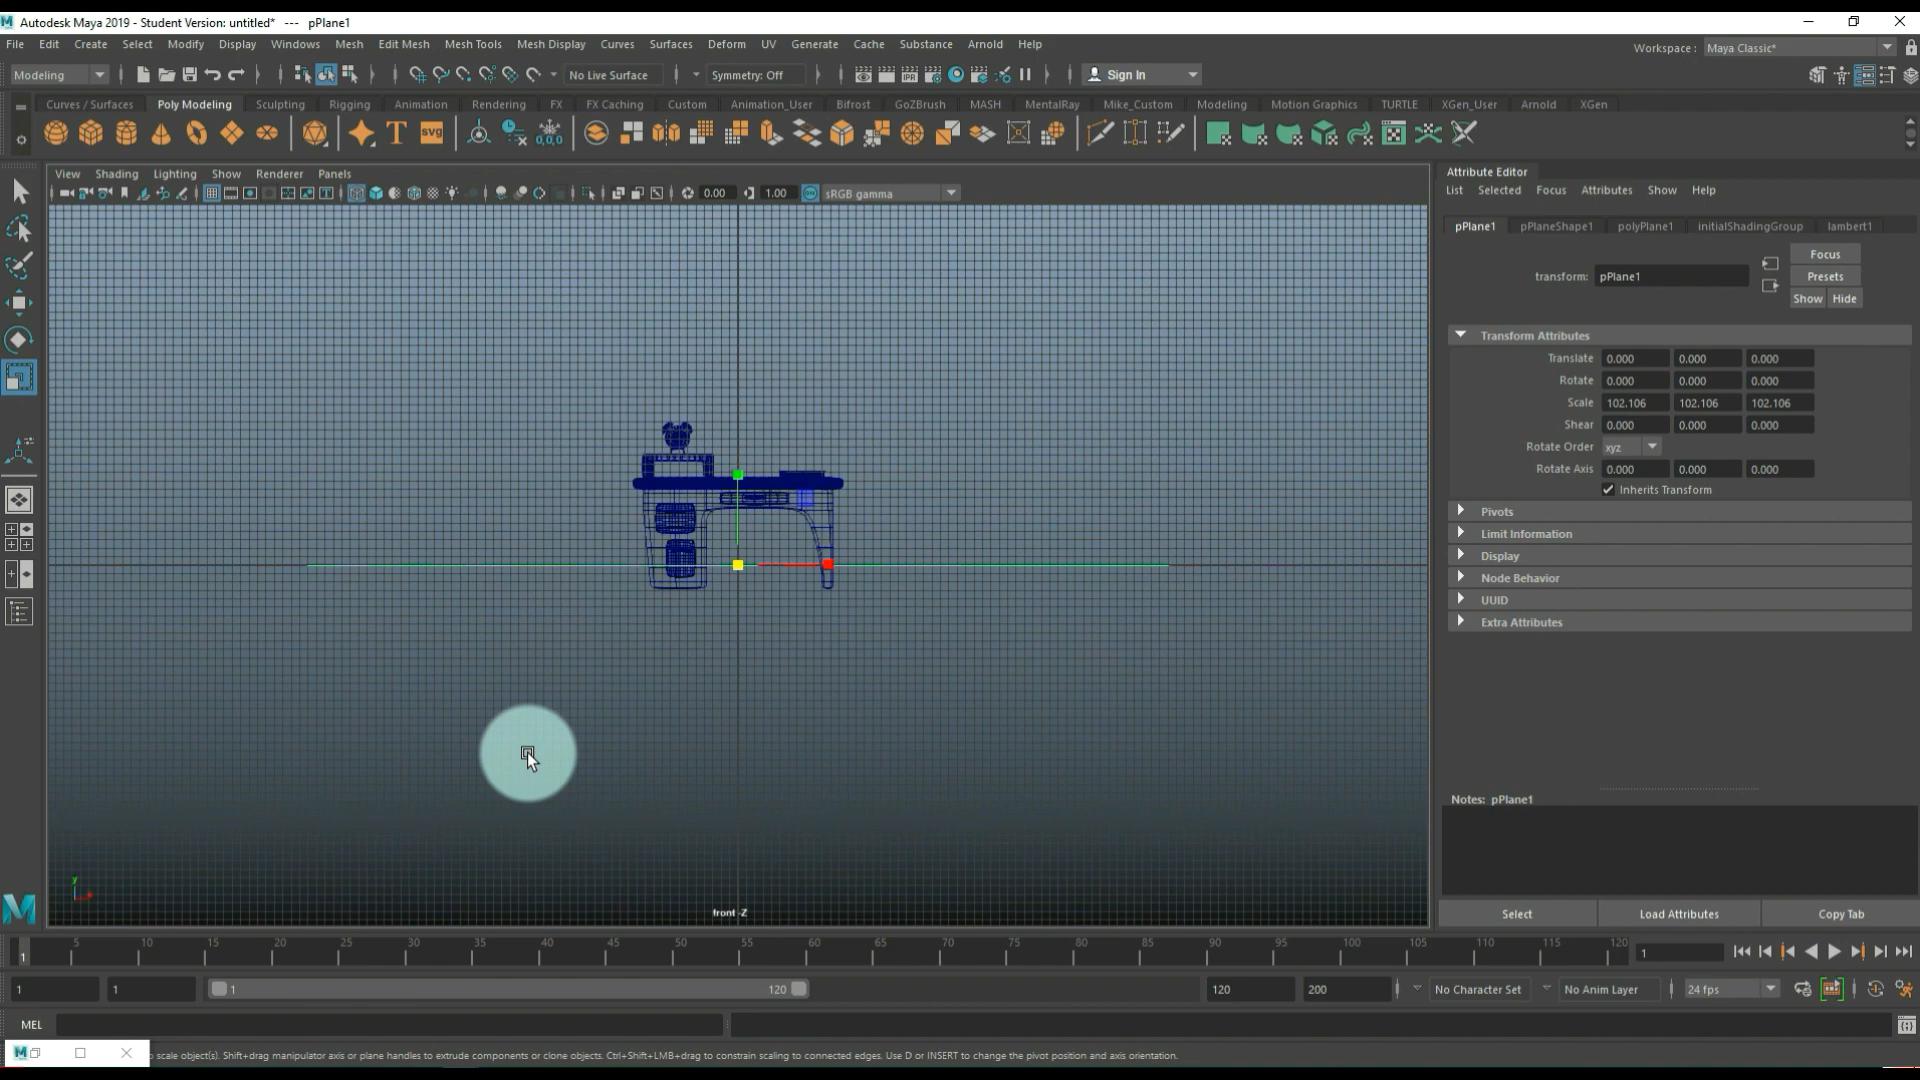 Autodesk Maya 2019 - Student Version: untitled* --- pPlane1
File Edit Create Select Modify Display Windows Mesh Edit Mesh Mesh Tools Mesh Display Curves Surfaces Deform UV Generate Cache Substance Arnold Help
Workspace : Maya Classic*
Modeling No Live Surface Symmetry: Off Sign In
Curves / Surfaces Poly Modeling Sculpting Rigging Animation Rendering FX FX Caching Custom Animation_User Bifrost GoZBrush MASH MentalRay Mike_Custom Modeling Motion Graphics TURTLE XGen_User Arnold XGen
T SVG 0,0,0
View Shading Lighting Show Renderer Panels
0.00 1.00 sRGB gamma
Attribute Editor
List Selected Focus Attributes Show Help
pPlane1 pPlaneShape1 polyPlane1 initialShadingGroup lambert1
Focus
transform: pPlane1 Presets
Show Hide
Transform Attributes
Translate 0.000 0.000 0.000
Rotate 0.000 0.000 0.000
Scale 102.106 102.106 102.106
Shear 0.000 0.000 0.000
Rotate Order xyz
Rotate Axis 0.000 0.000 0.000
Inherits Transform
Pivots
Limit Information
Display
Node Behavior
UUID
Extra Attributes
Notes: pPlane1
y
front -Z
Select Load Attributes Copy Tab
5 10 15 20 25 30 35 40 45 50 55 60 65 70 75 80 85 90 95 100 105 110 115 120
1 1
1 1 1 120 120 200 No Character Set No Anim Layer 24 fps
MEL
scale object(s). Shift+drag manipulator axis or plane handles to extrude components or clone objects. Ctrl+Shift+LMB+drag to constrain scaling to connected edges. Use D or INSERT to change the pivot position and axis orientation.